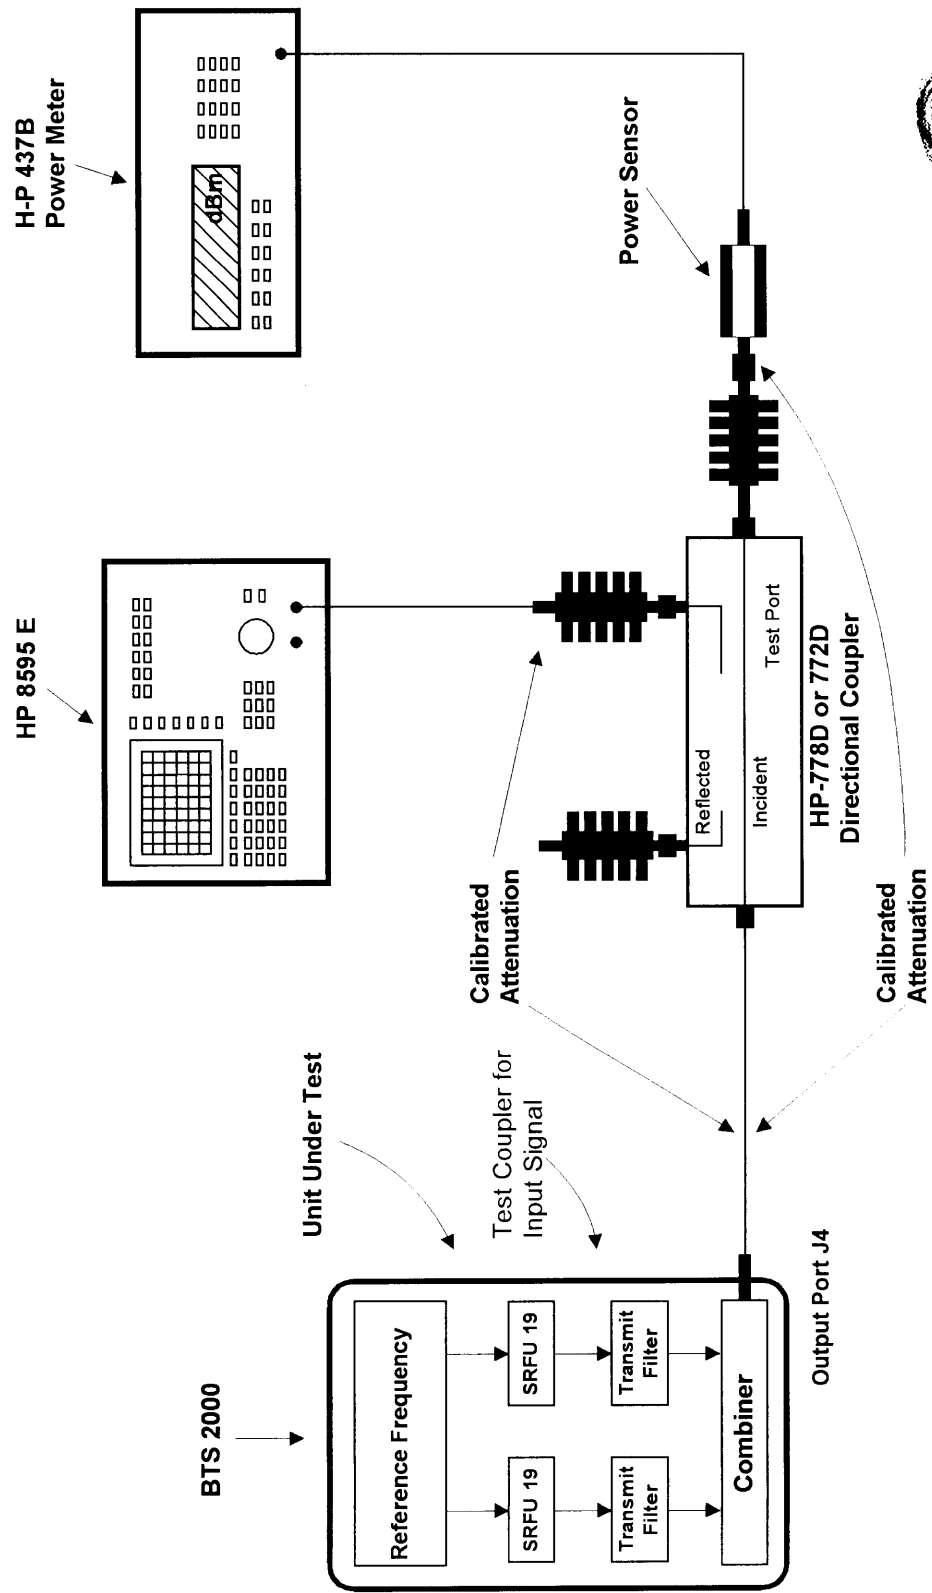 BTS 2000
Reference Frequency
SRFU 19
SRFU 19
Transmit
Filter
Transmit
Filter
Combiner
Output Port J4
Unit Under Test
Test Coupler for
Input Signal
HP 8595 E
H-P 437B
Power Meter
dBm
Calibrated
Attenuation
Reflected
Incident
Test Port
HP-778D or 772D
Directional Coupler
Power Sensor
Calibrated
Attenuation